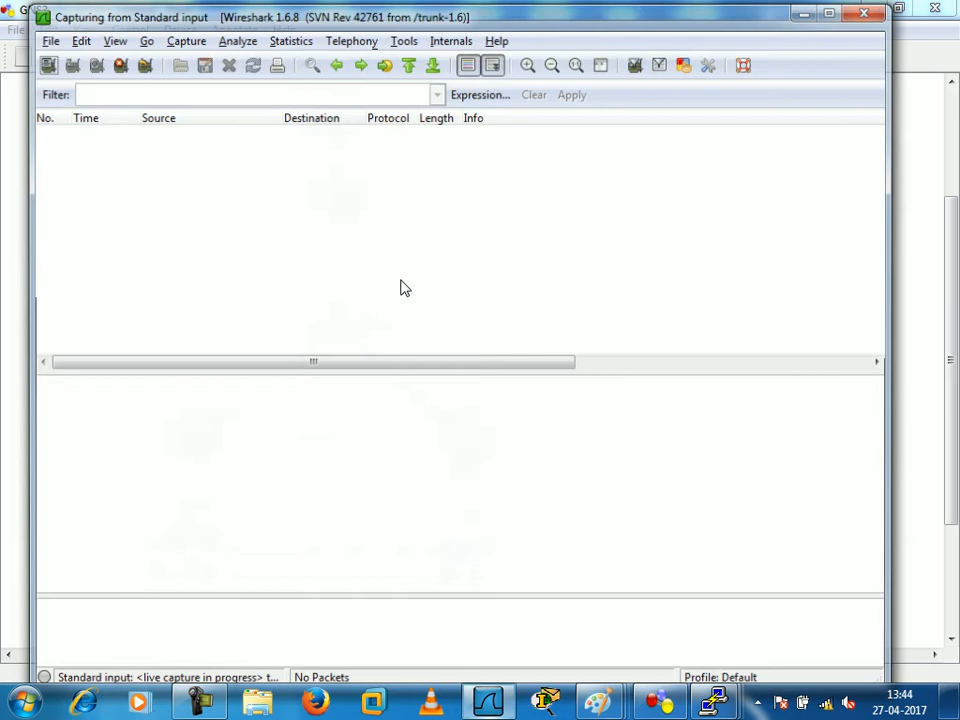 Capturing from Standard input [Wireshark 1.6.8 (SVN Rev 42761 from /trunk-1.6)]
File Edit View Go Capture Analyze Statistics Telephony Tools Internals Help
Filter: Expression... Clear Apply
No. Time Source Destination Protocol Length Info
Standard input: <live capture in progress> t... No Packets Profile: Default
13:44
27-04-2017